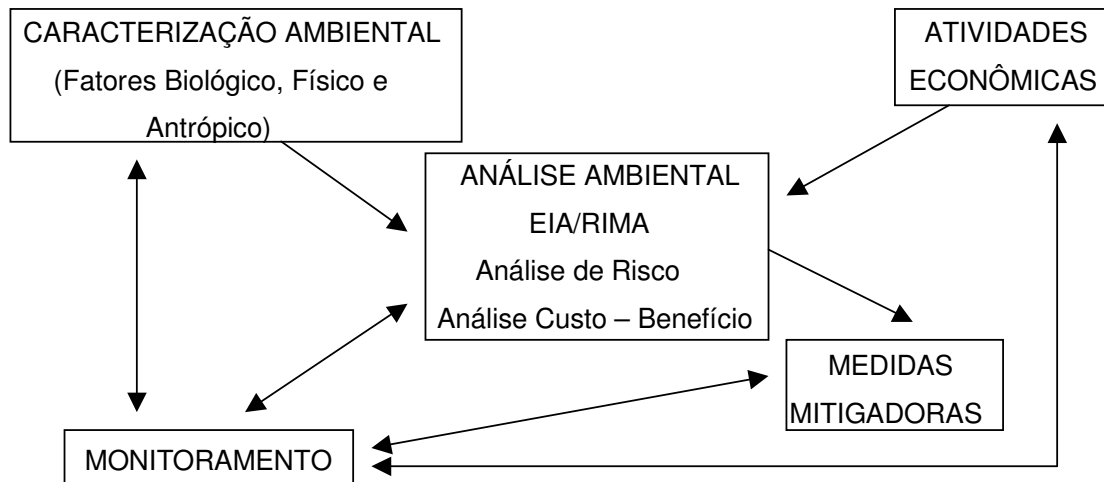 CARACTERIZAÇÃO AMBIENTAL
(Fatores Biológico, Físico e
Antrópico)
ATIVIDADES
ECONÔMICAS
ANÁLISE AMBIENTAL
EIA/RIMA
Análise de Risco
Análise Custo – Benefício
MEDIDAS
MITIGADORAS
MONITORAMENTO